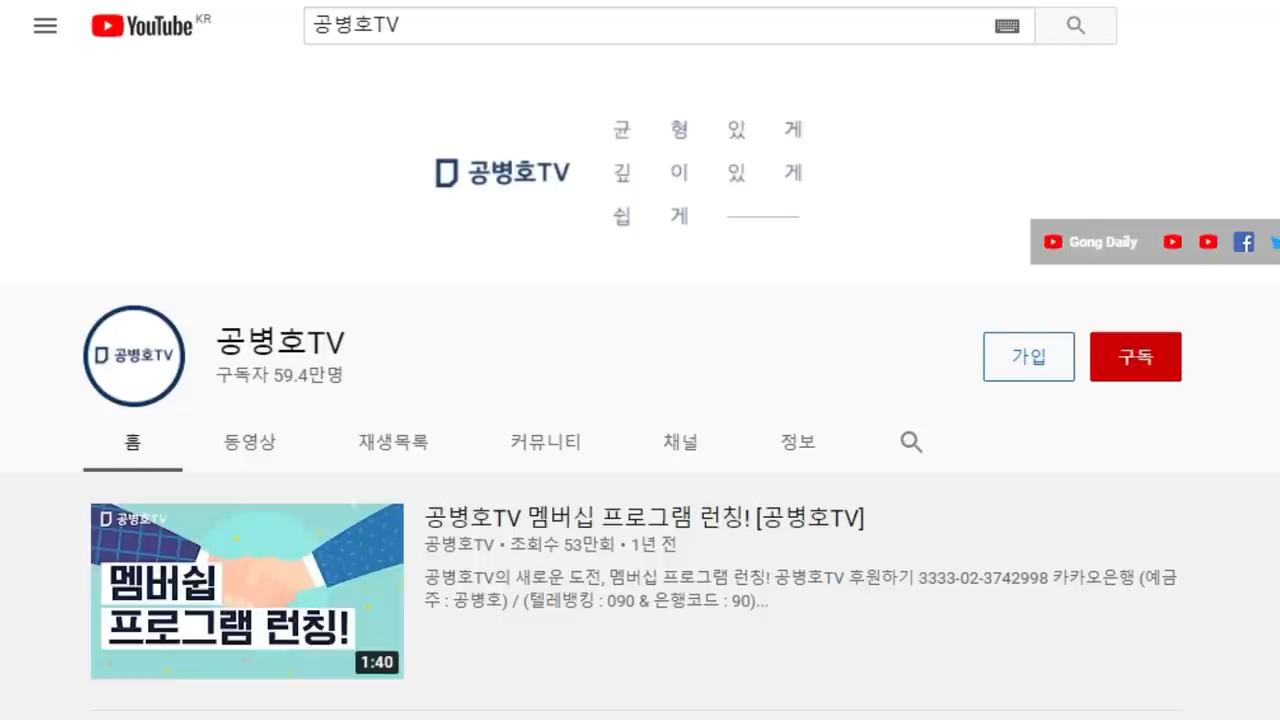 YouTube KR
공병호TV
균 형 있 게
공병호TV 깊 이 있 게
쉽 게
Gong Daily
공병호TV
공병호TV
구독자 59.4만명
가입
구독
홈 동영상 재생목록 커뮤니티 채널 정보
공병호TV
멤버쉽
프로그램 런칭!
1:40
공병호TV 멤버십 프로그램 런칭! [공병호TV]
공병호TV • 조회수 53만회 • 1년 전
공병호TV의 새로운 도전, 멤버십 프로그램 런칭! 공병호TV 후원하기 3333-02-3742998 카카오은행 (예금
주 : 공병호) / (텔레뱅킹 : 090 & 은행코드 : 90)...